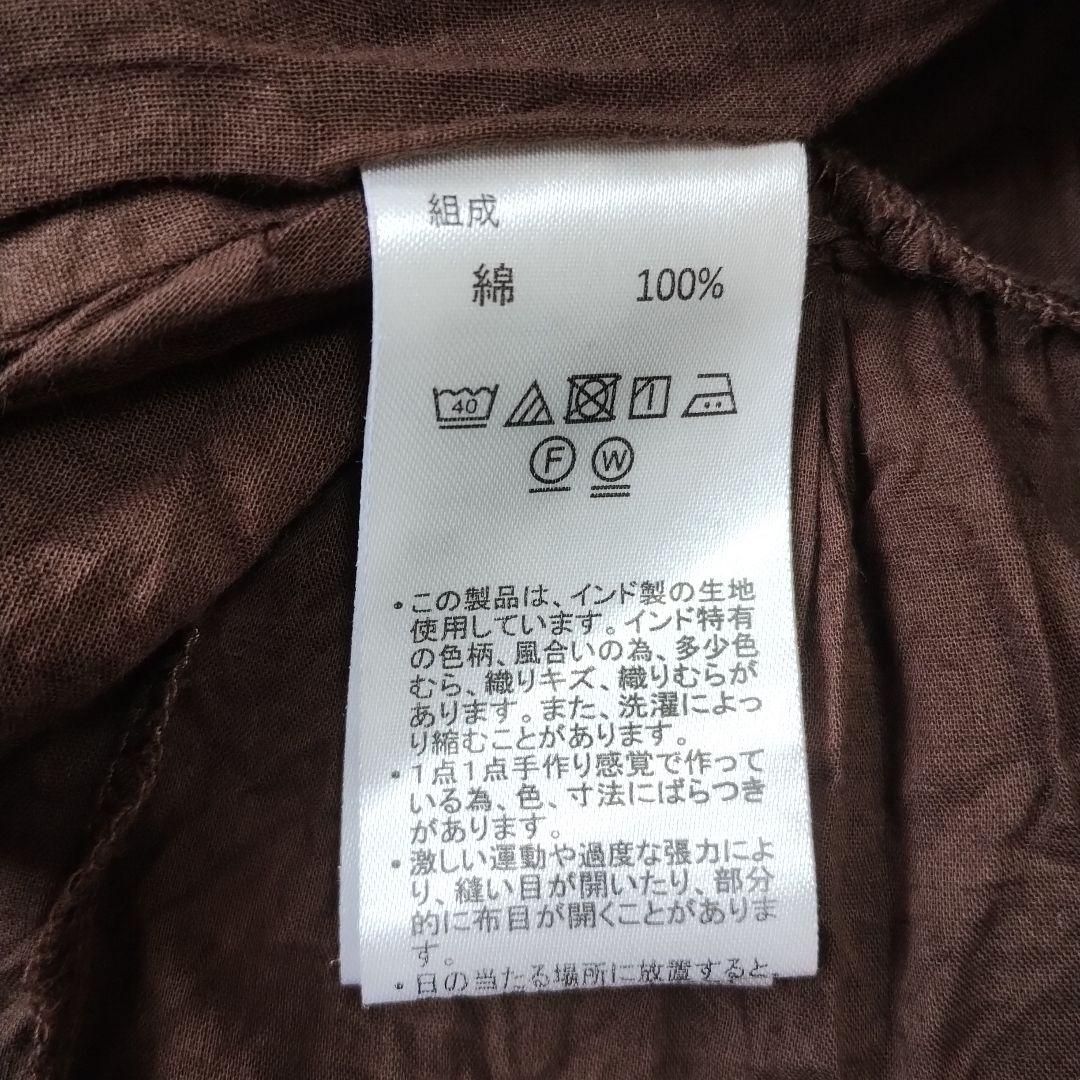 組成
綿 100%
40
F W
・この製品は、インド製の生地
使用しています。インド特有
の色柄、風合いの為、多少色
むら、織りキズ、織りむらが
あります。また、洗濯によっ
り縮むことがあります。
・1点1点手作り感覚で作って
いる為、色、寸法にばらつき
があります。
・激しい運動や過度な張力によ
り、縫い目が開いたり、部分
的に布目が開くことがありま
す。
・日の当たる場所に放置すると、